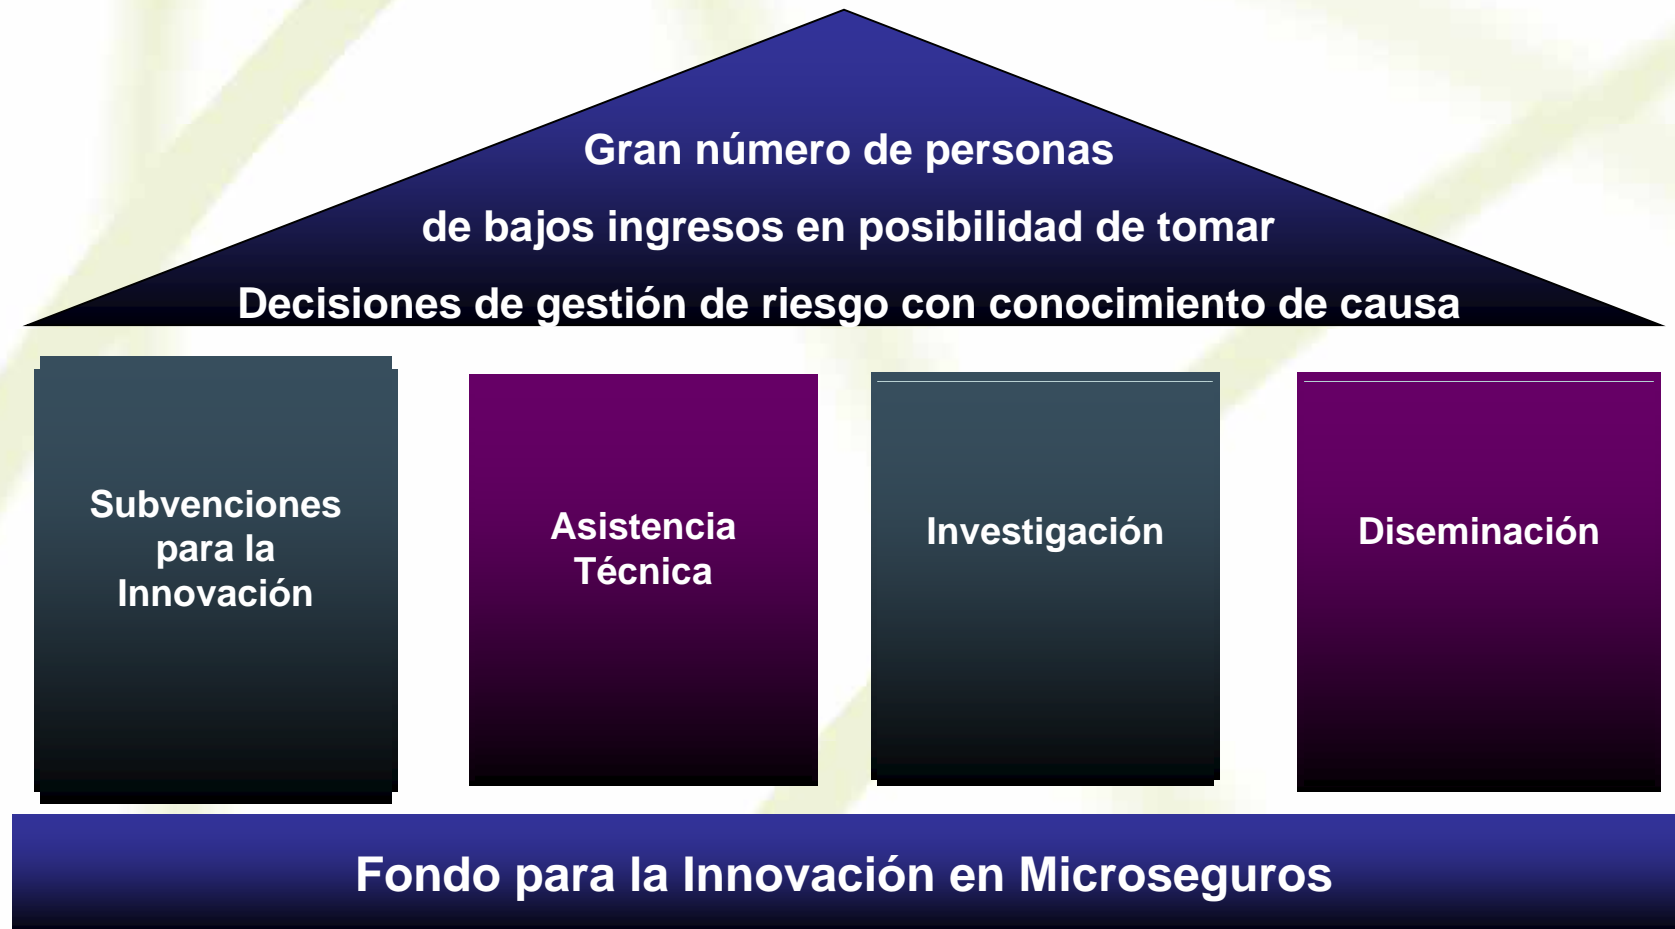 Gran número de personas
de bajos ingresos en posibilidad de tomar
Decisiones de gestión de riesgo con conocimiento de causa
Subvenciones
para la
Innovación
Asistencia
Técnica
Investigación
Diseminación
Fondo para la Innovación en Microseguros